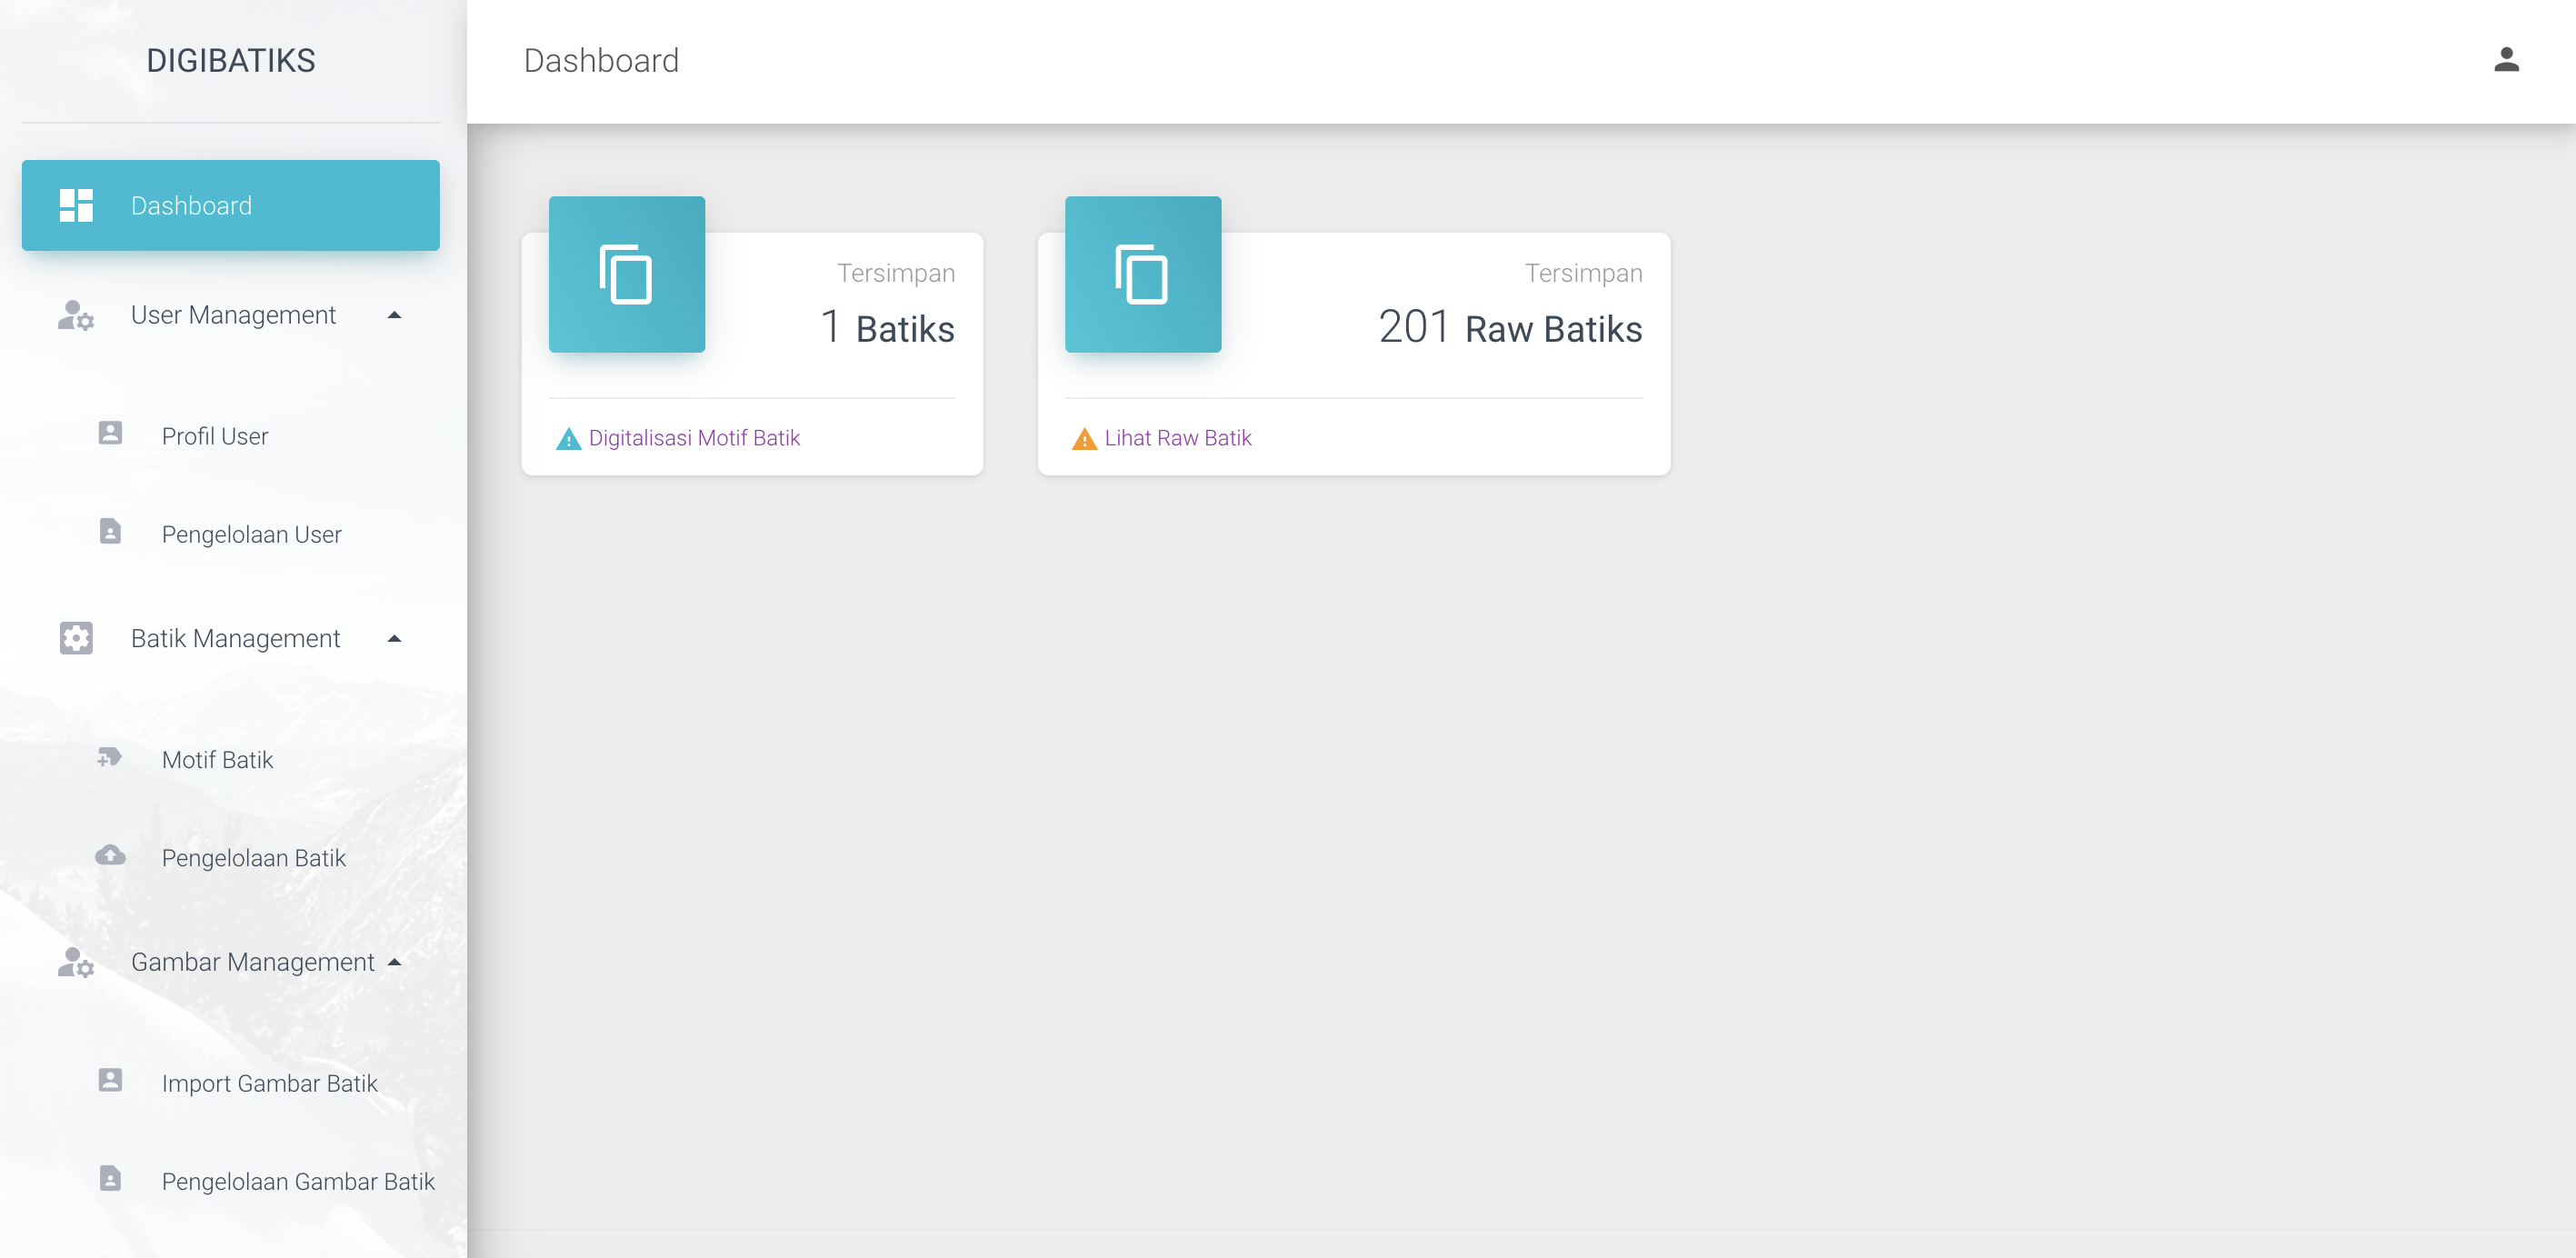 DIGIBATIKS
Dashboard
User Management
Profil User
Pengelolaan User
Batik Management
Motif Batik
Pengelolaan Batik
Gambar Management
Import Gambar Batik
Pengelolaan Gambar Batik
Dashboard
Tersimpan
1 Batiks
Digitalisasi Motif Batik
Tersimpan
201 Raw Batiks
Lihat Raw Batik